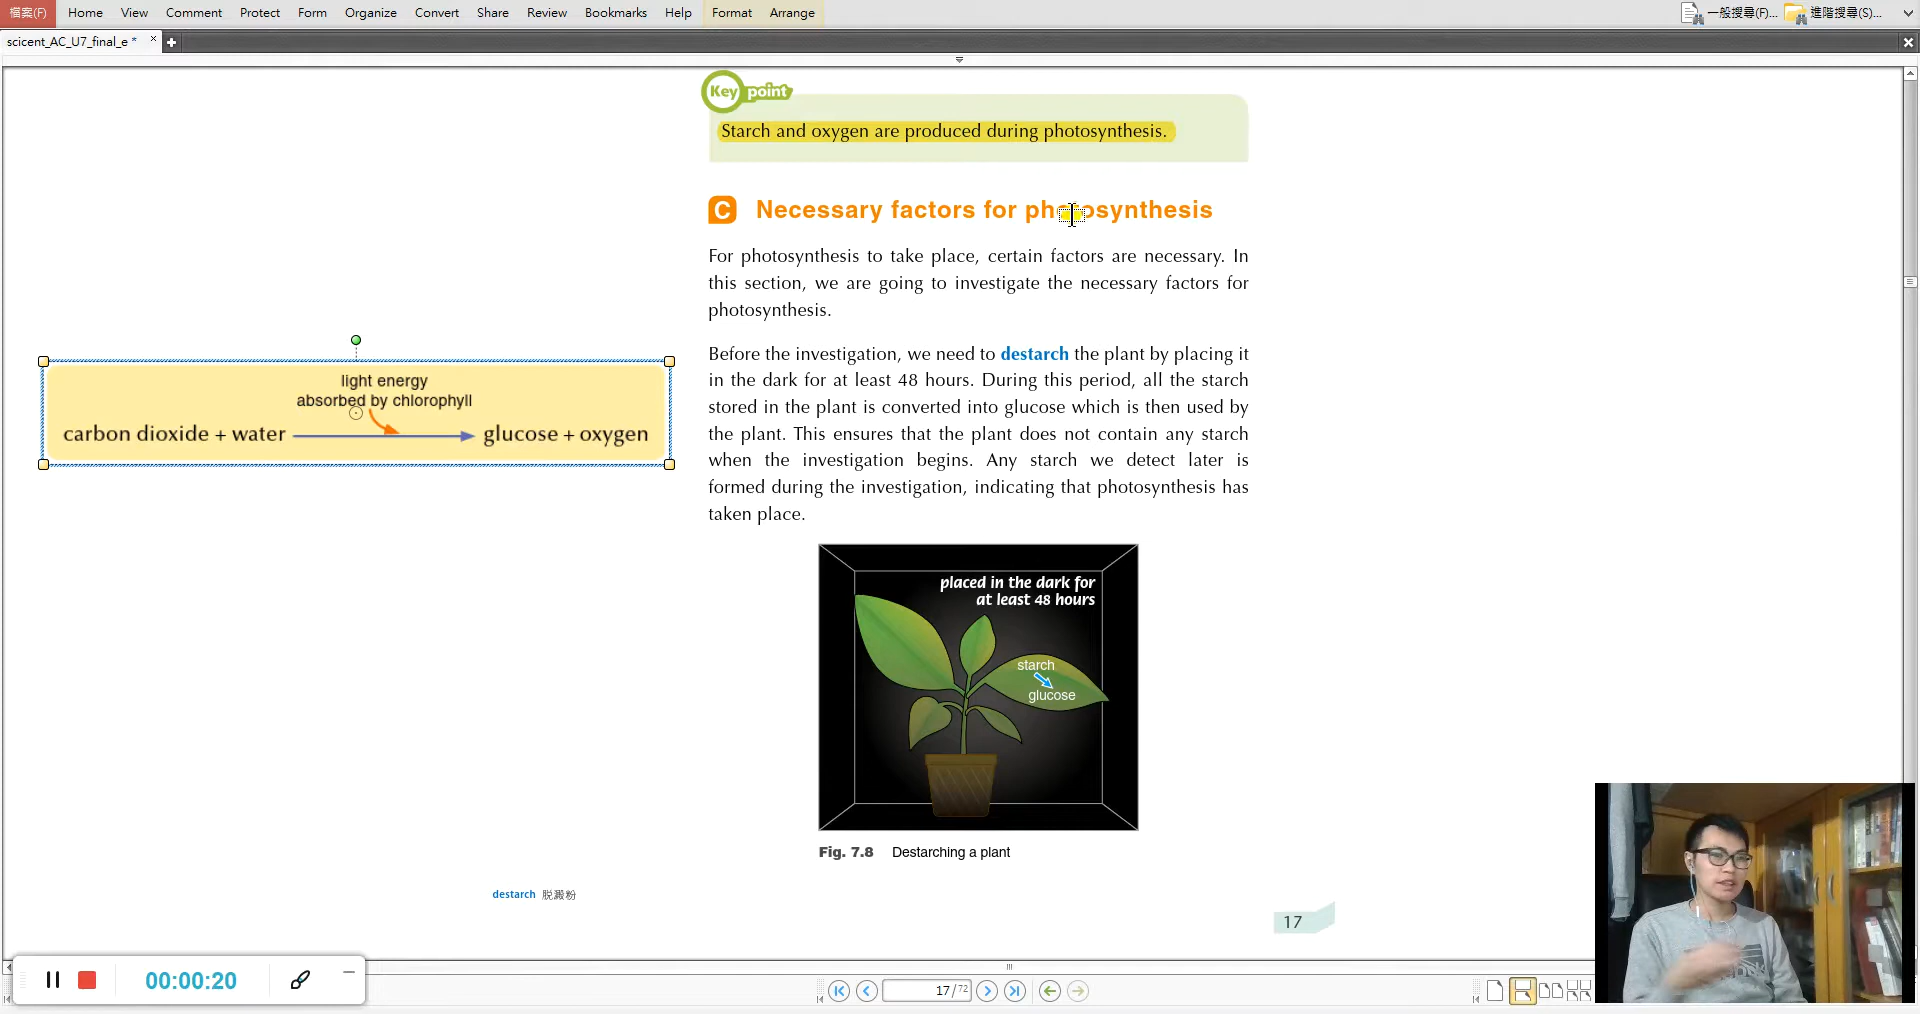 檔案(F) Home View Comment Protect Form Organize Convert Share Review Bookmarks Help Format Arrange 一般搜尋(F)... 進階搜尋(S)...
scicent_AC_U7_final_e *
Key point
Starch and oxygen are produced during photosynthesis.
C Necessary factors for photosynthesis
For photosynthesis to take place, certain factors are necessary. In
this section, we are going to investigate the necessary factors for
photosynthesis.
light energy
absorbed by chlorophyll
carbon dioxide + water glucose + oxygen
Before the investigation, we need to destarch the plant by placing it
in the dark for at least 48 hours. During this period, all the starch
stored in the plant is converted into glucose which is then used by
the plant. This ensures that the plant does not contain any starch
when the investigation begins. Any starch we detect later is
formed during the investigation, indicating that photosynthesis has
taken place.
placed in the dark for
at least 48 hours
starch
glucose
Fig. 7.8 Destarching a plant
destarch 脱澱粉
17
00:00:20
17 / 72